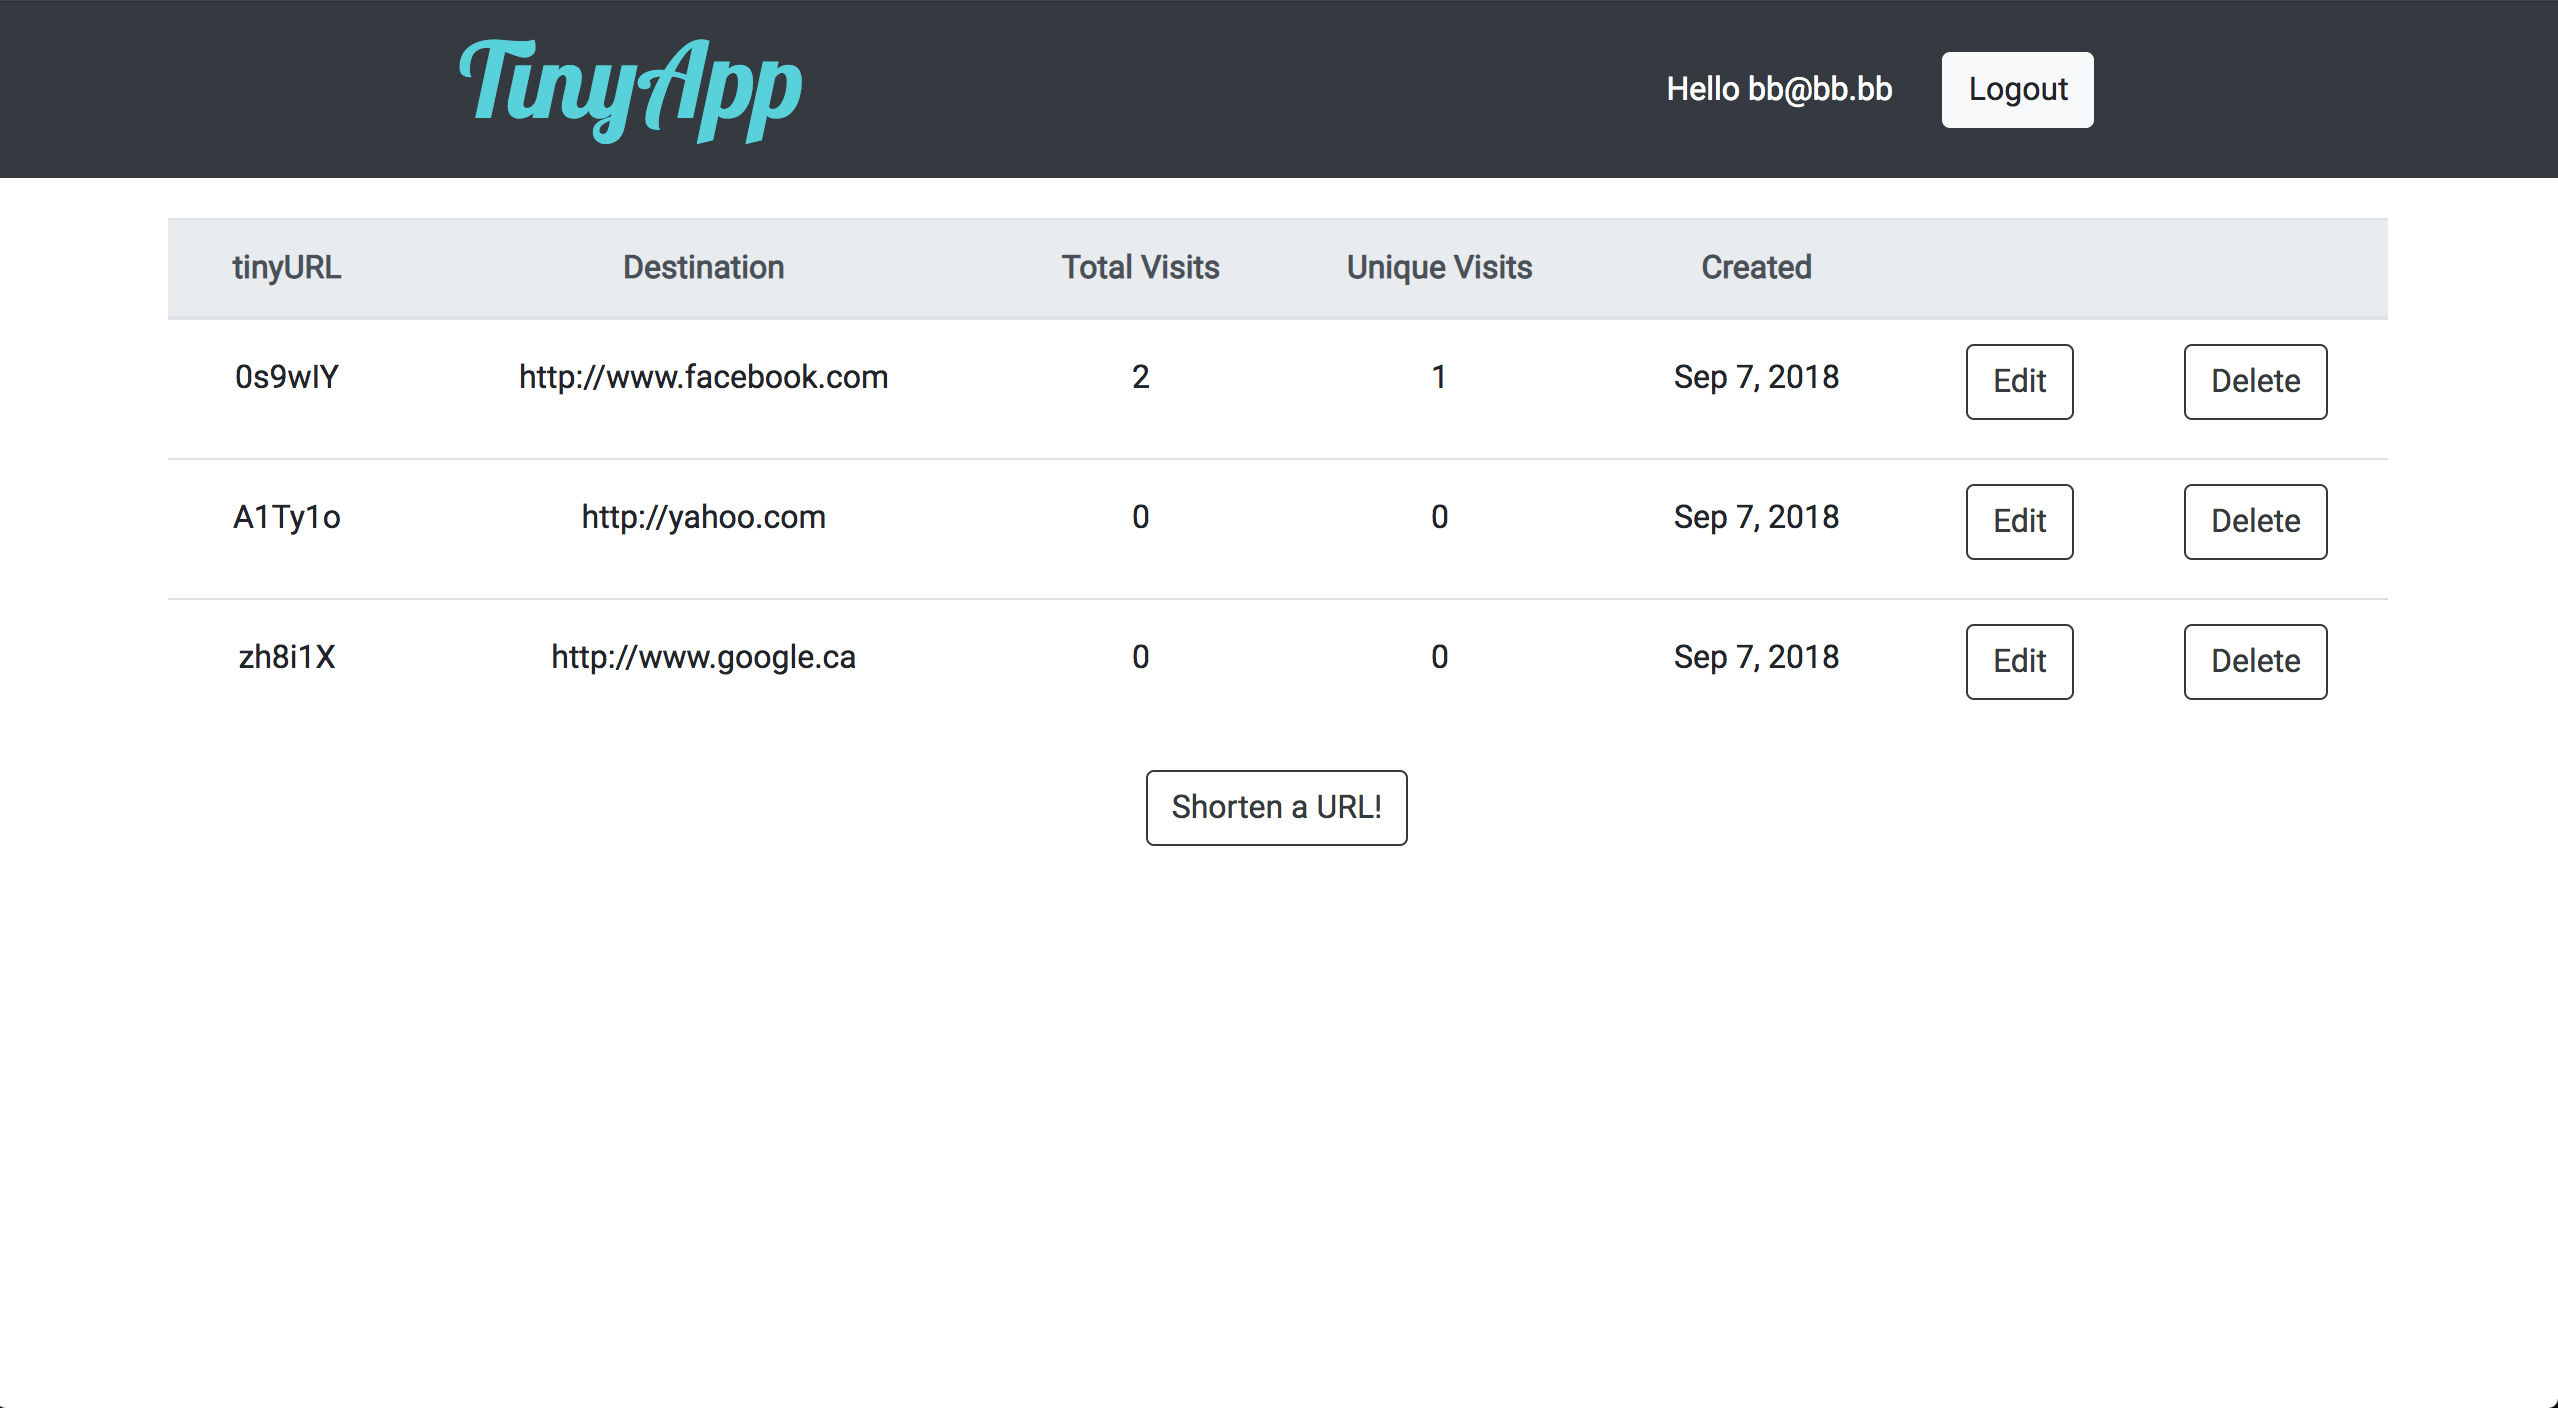 TinyApp
Hello bb@bb.bb Logout
tinyURL Destination Total Visits Unique Visits Created
0s9wIY http://www.facebook.com 2 1 Sep 7, 2018 Edit Delete
A1Ty1o http://yahoo.com 0 0 Sep 7, 2018 Edit Delete
zh8i1X http://www.google.ca 0 0 Sep 7, 2018 Edit Delete
Shorten a URL!